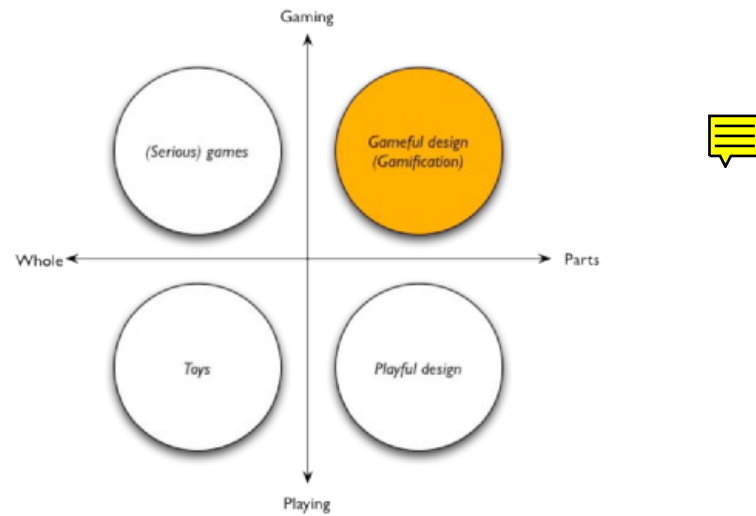 Gaming
(Serious) games
Gameful design
(Gamification)
Whole
Parts
Toys
Playful design
Playing